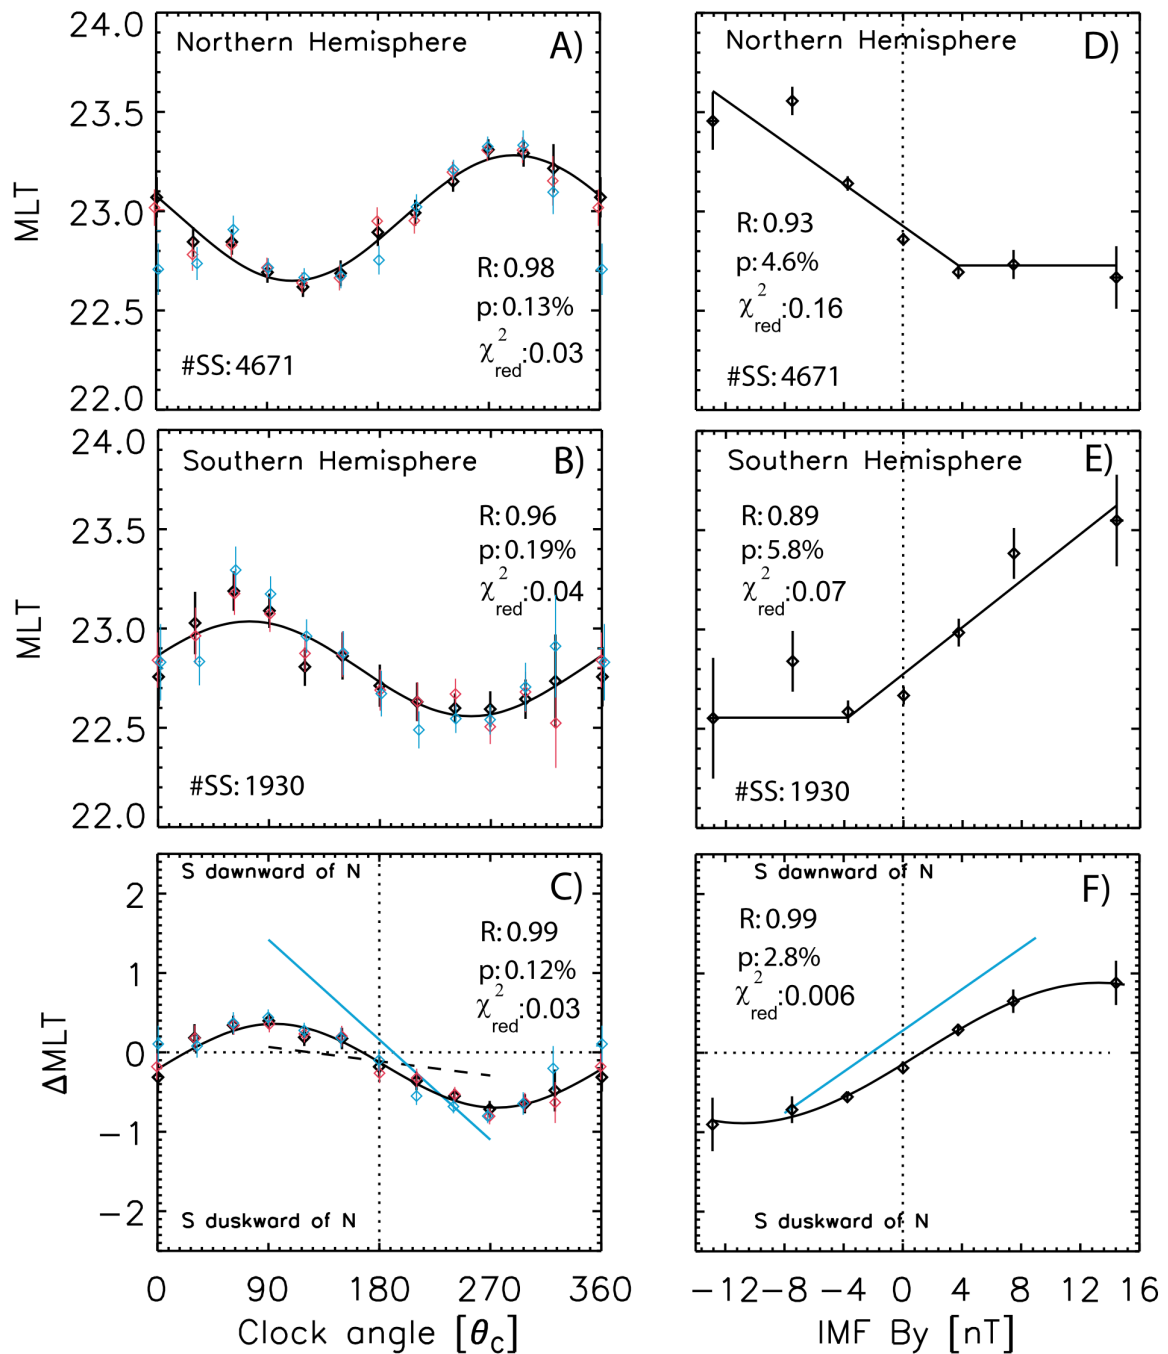 24.0
23.5
23.0
22.5
22.0
MLT
Northern Hemisphere
A)
R: 0.98
p: 0.13%
χ²red: 0.03
#SS: 4671
Northern Hemisphere
D)
R: 0.93
p: 4.6%
χ²red: 0.16
#SS: 4671
24.0
23.5
23.0
22.5
22.0
MLT
Southern Hemisphere
B)
R: 0.96
p: 0.19%
χ²red: 0.04
#SS: 1930
Southern Hemisphere
E)
R: 0.89
p: 5.8%
χ²red: 0.07
#SS: 1930
2
1
0
−1
−2
ΔMLT
S dawnward of N
C)
R: 0.99
p: 0.12%
χ²red: 0.03
S duskward of N
0 90 180 270 360
Clock angle [θc]
S dawnward of N
F)
R: 0.99
p: 2.8%
χ²red: 0.006
S duskward of N
−12 −8 −4 0 4 8 12 16
IMF By [nT]